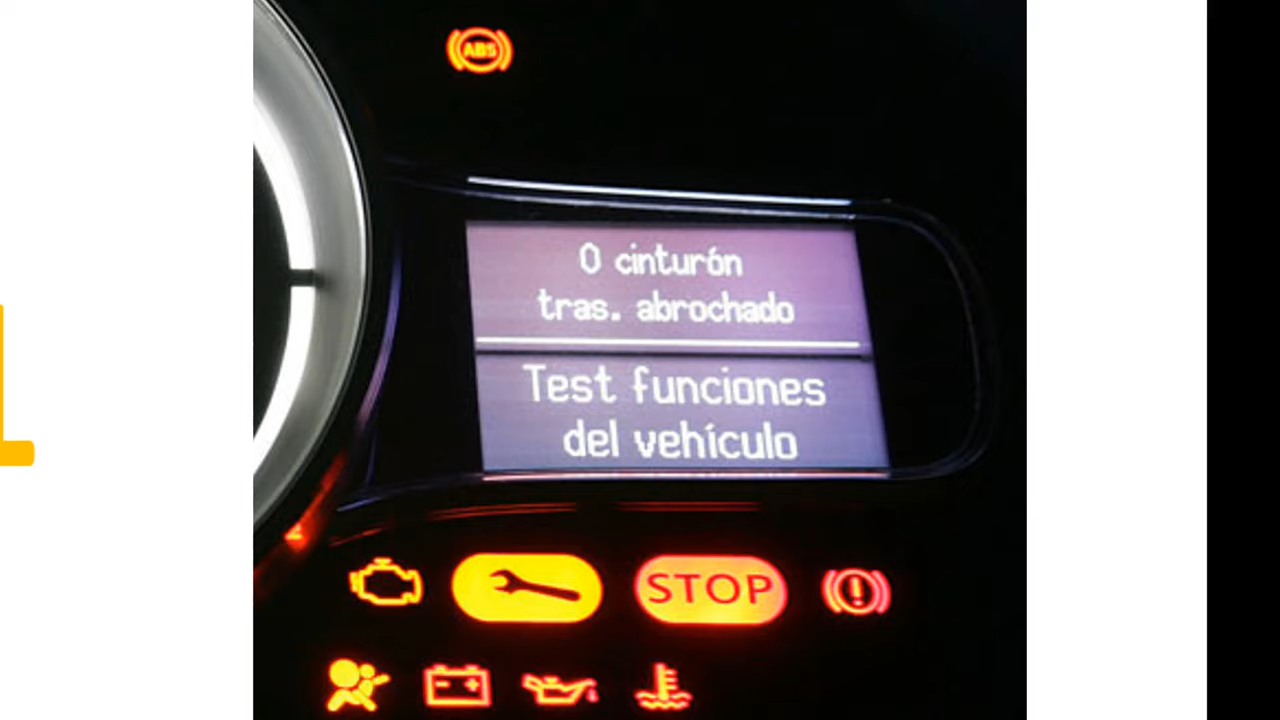 ABS
0 cinturón
tras. abrochado
Test funciones
del vehículo
STOP